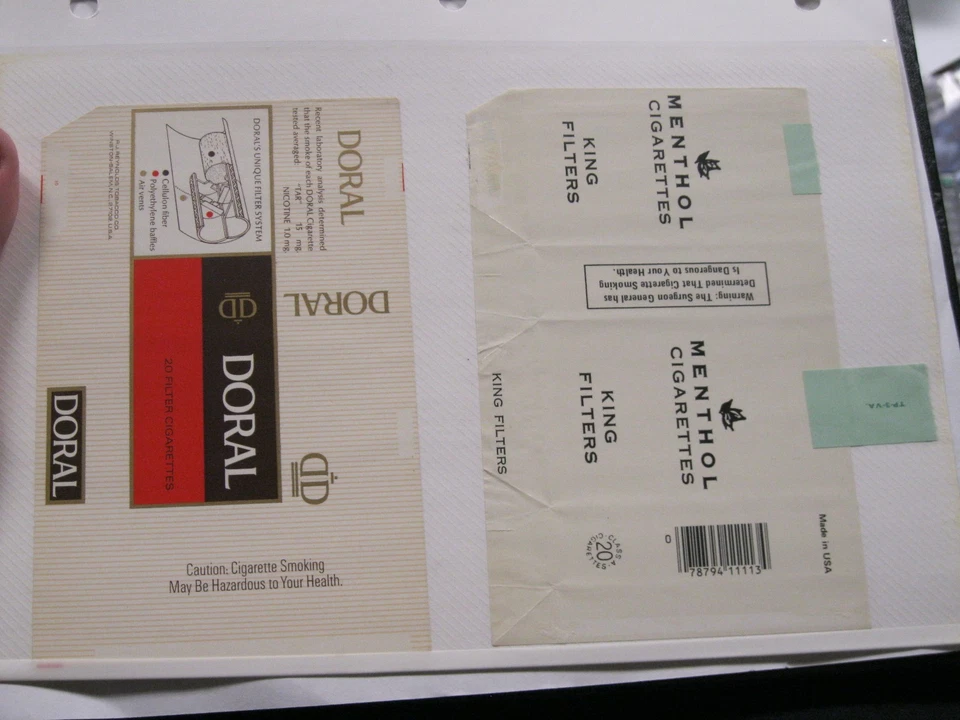 DORAL
Recent laboratory analysis determined
that the smoke of each DORAL Cigarette
tested averaged: "TAR" 15 mg.
NICOTINE 1.0 mg.
DORAL'S UNIQUE FILTER SYSTEM
Cellulon fiber
Polyethylene baffles
Air vents
DORAL
DORAL
20 FILTER CIGARETTES
DORAL
Caution: Cigarette Smoking
May Be Hazardous to Your Health.
MENTHOL
CIGARETTES
KING
FILTERS
Warning: The Surgeon General has
Determined That Cigarette Smoking
Is Dangerous to Your Health.
MENTHOL
CIGARETTES
KING
FILTERS
KING FILTERS
CLASS A
20
0
78794 11113
Made in USA